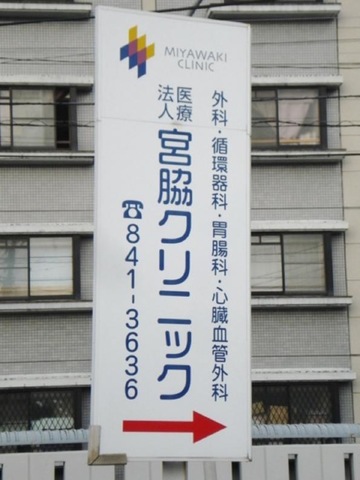 MIYAWAKI
CLINIC
外科・循環器科・胃腸科・心臓血管外科
医療
法人
宮脇クリニック
☎841-3636